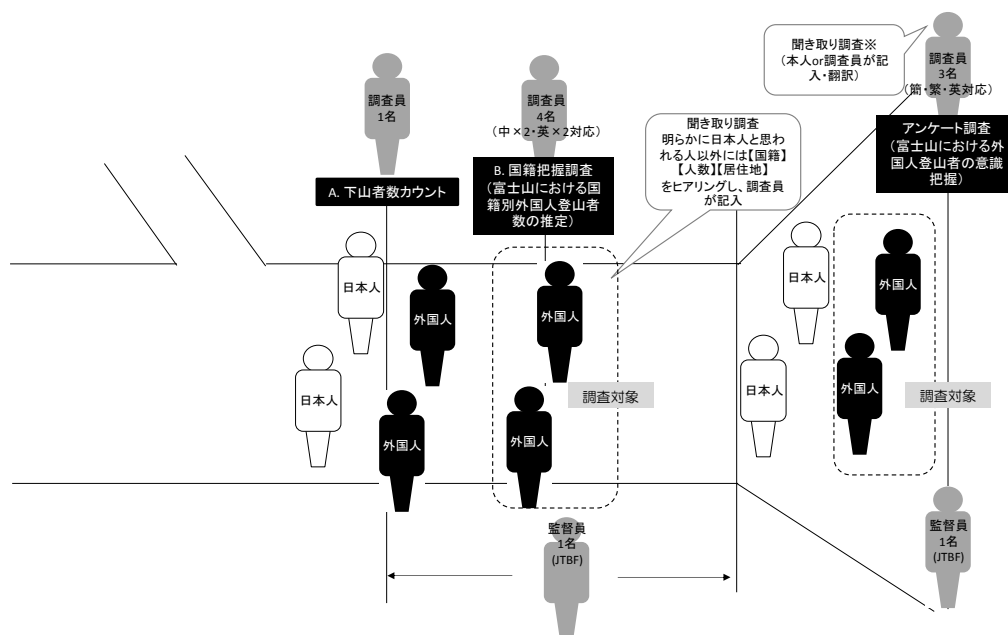 調査員
1名
A. 下山者数カウント
調査員
4名
(中×2・英×2対応)
B. 国籍把握調査
(富士山における国
籍別外国人登山者
数の推定)
聞き取り調査
明らかに日本人と思わ
れる人以外には【国籍】
【人数】【居住地】
をヒアリングし、調査員
が記入
聞き取り調査※
(本人or調査員が記
入・翻訳)
調査員
3名
(簡・繁・英対応)
アンケート調査
(富士山における外
国人登山者の意識
把握)
日本人
外国人
外国人
日本人
外国人
外国人
調査対象
日本人
外国人
日本人
外国人
調査対象
監督員
1名
(JTBF)
監督員
1名
(JTBF)